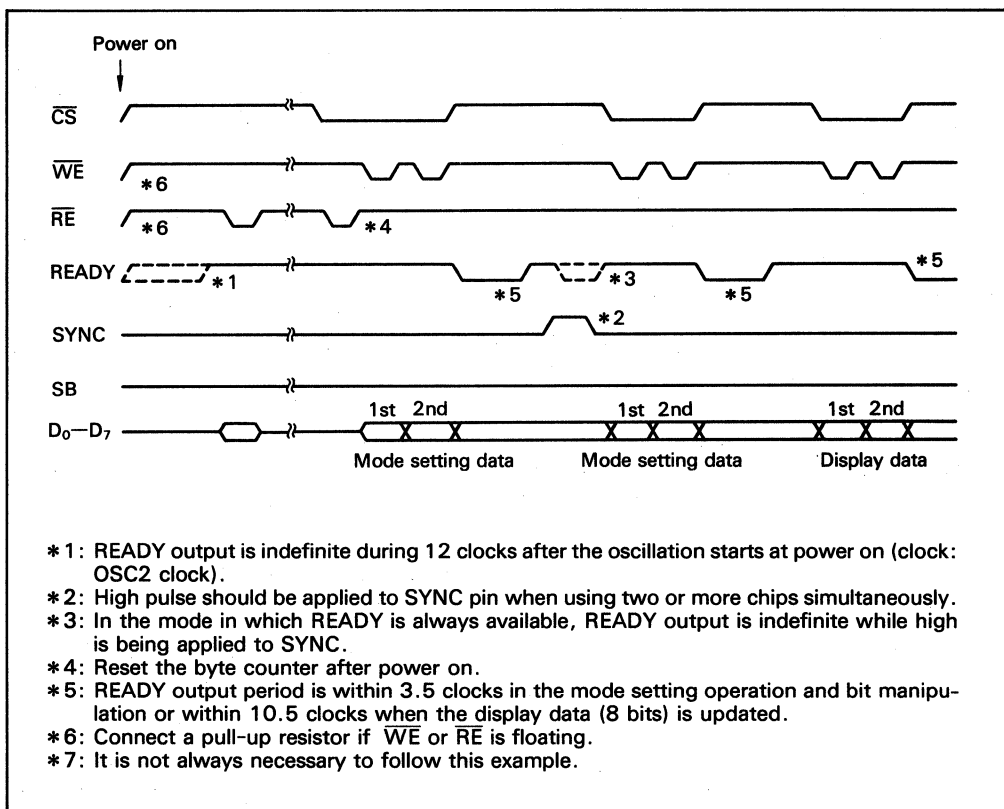 Power on
C̅S̅
W̅E̅
*6
R̅E̅
*6
*4
READY
*1
*5
*3
*5
*5
SYNC
*2
SB
1st 2nd
1st 2nd
1st 2nd
D₀—D₇
Mode setting data
Mode setting data
Display data
*1: READY output is indefinite during 12 clocks after the oscillation starts at power on (clock:
OSC2 clock).
*2: High pulse should be applied to SYNC pin when using two or more chips simultaneously.
*3: In the mode in which READY is always available, READY output is indefinite while high
is being applied to SYNC.
*4: Reset the byte counter after power on.
*5: READY output period is within 3.5 clocks in the mode setting operation and bit manipu-
lation or within 10.5 clocks when the display data (8 bits) is updated.
*6: Connect a pull-up resistor if W̅E̅ or R̅E̅ is floating.
*7: It is not always necessary to follow this example.